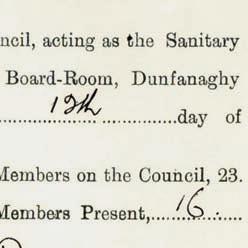 ncil, acting as the Sanitary
Board-Room, Dunfanaghy
12th day of
Members on the Council, 23.
Members Present, 16.